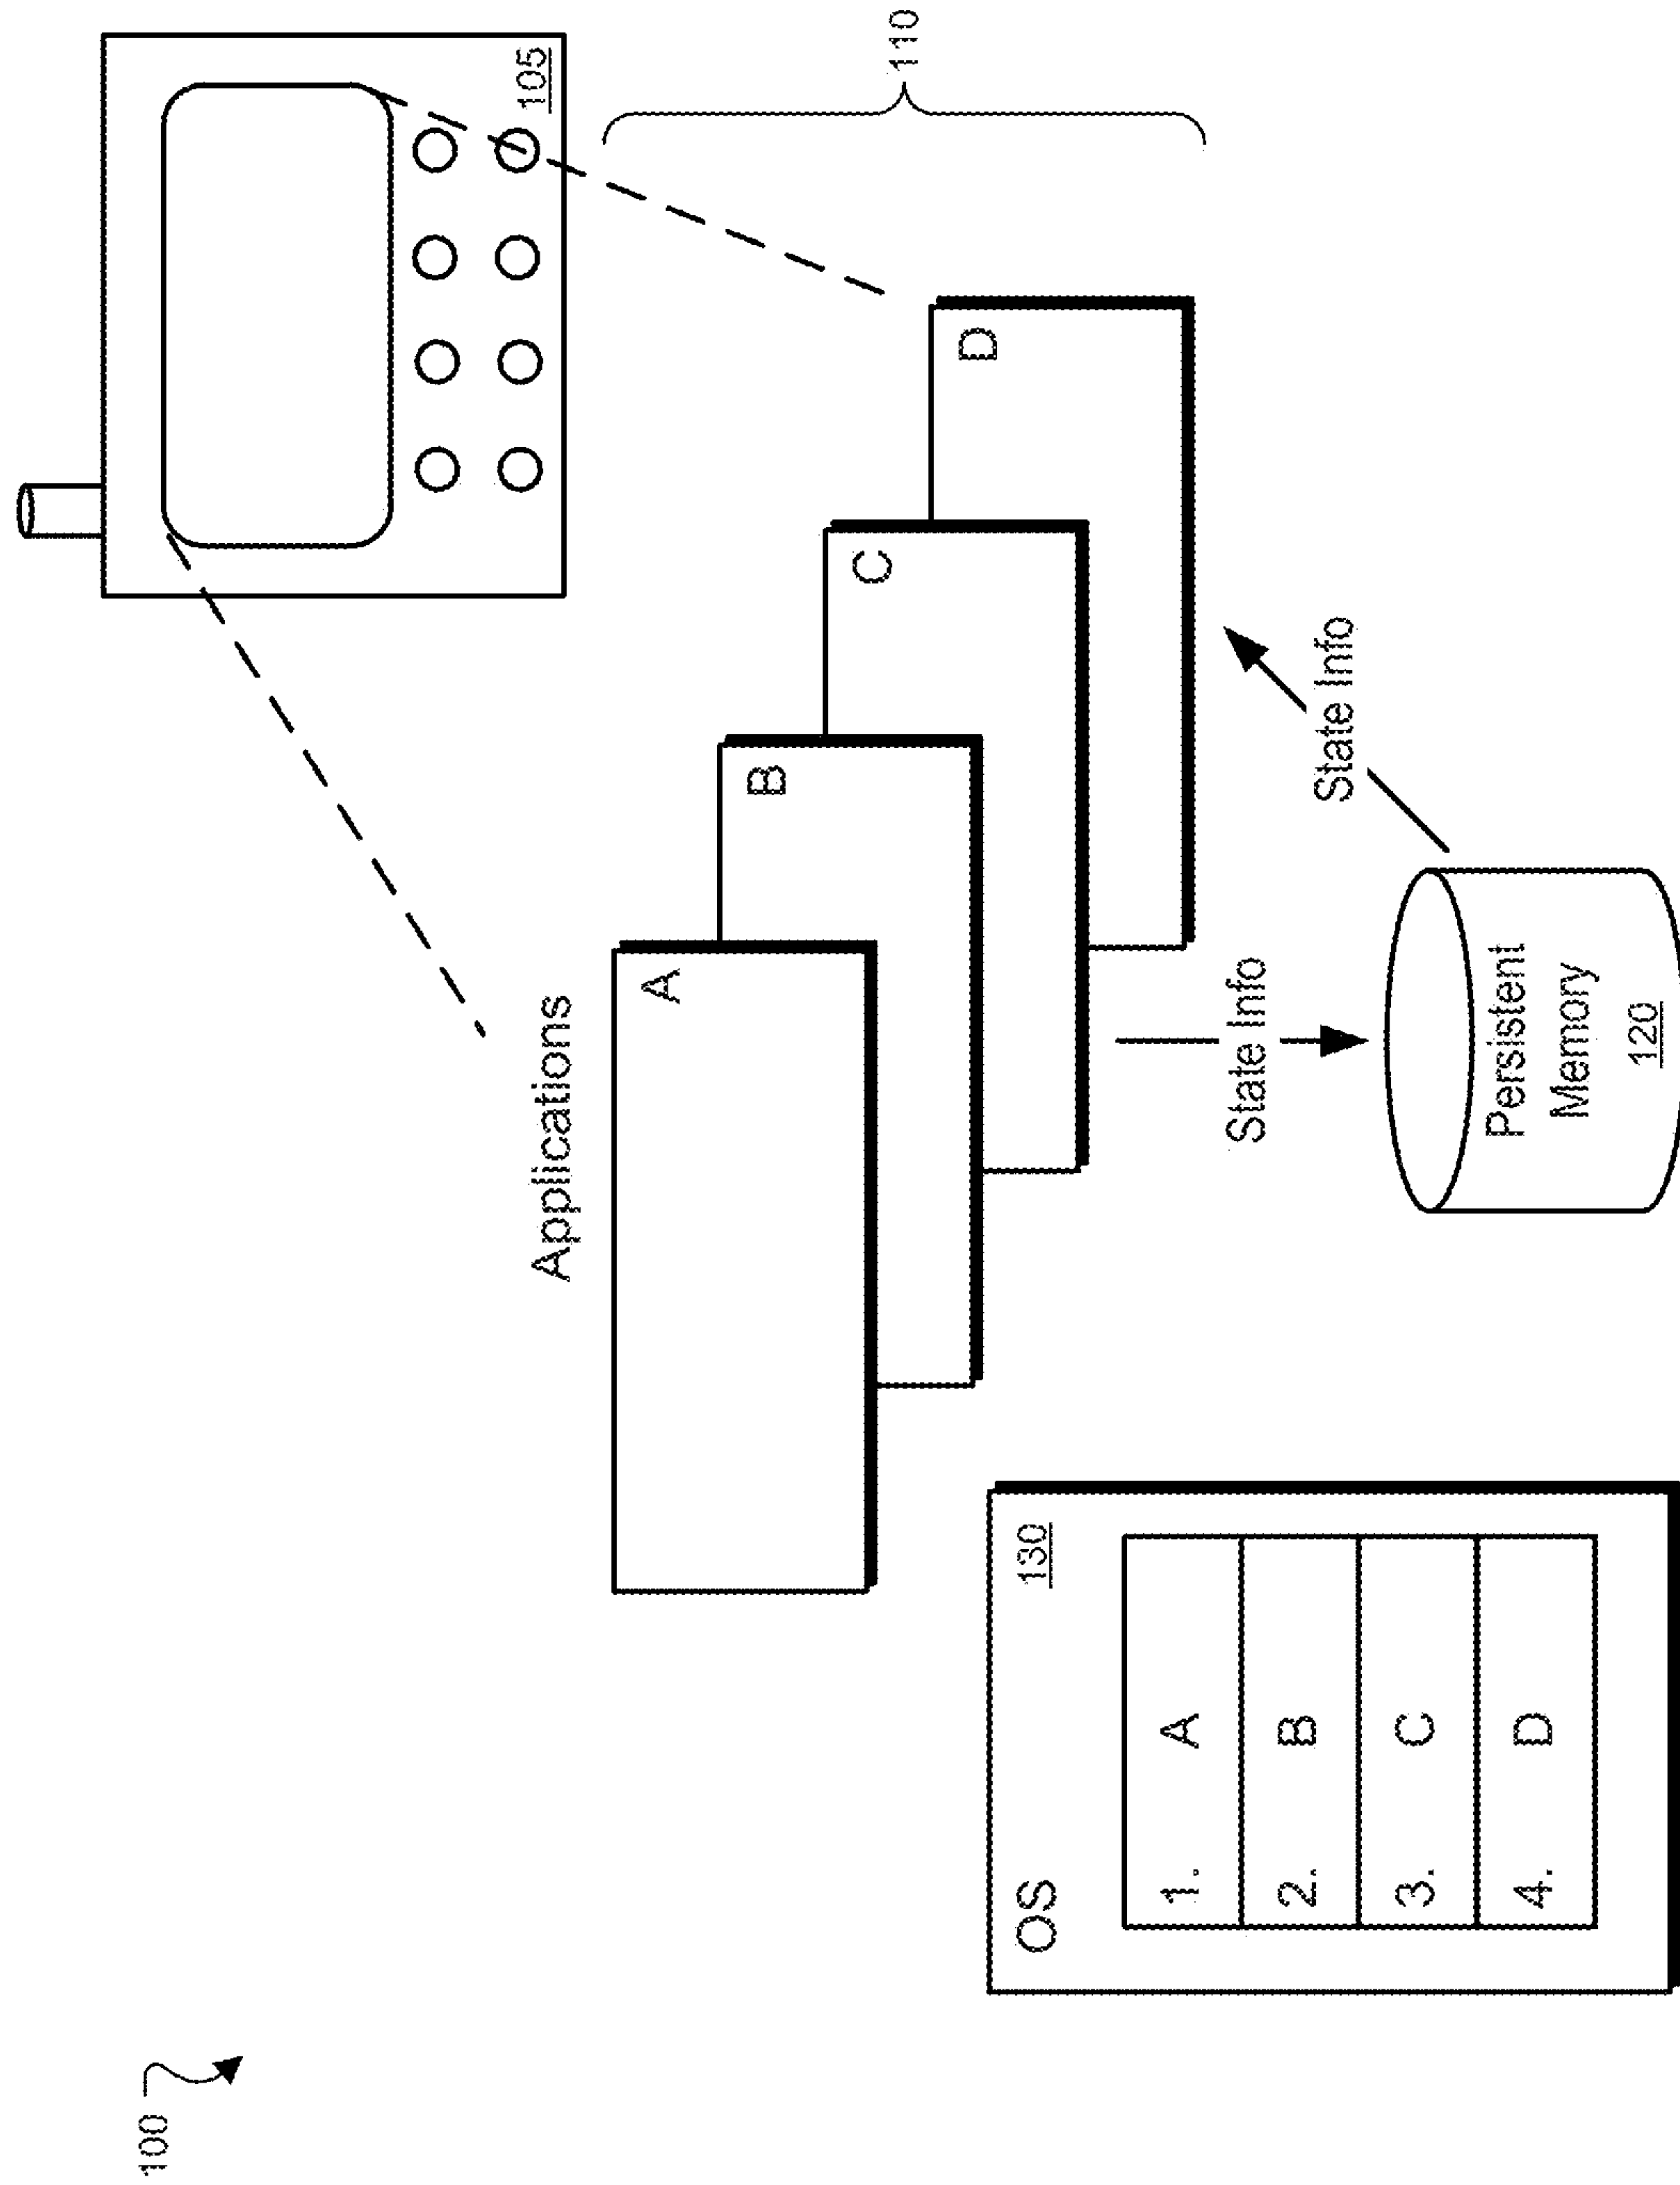 100
105
Applications
110
A
B
C
D
OS
130
1. A
2. B
3. C
4. D
State Info
State Info
Persistent
Memory
120